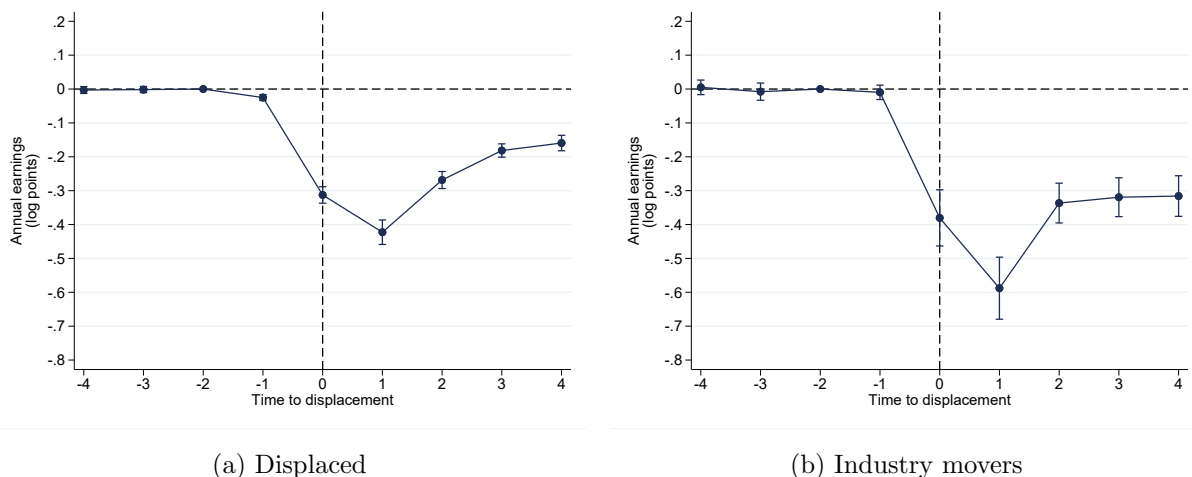 .2
.1
0
-.1
-.2
-.3
-.4
-.5
-.6
-.7
-.8
Annual earnings
(log points)
-4 -3 -2 -1 0 1 2 3 4
Time to displacement
(a) Displaced
.2
.1
0
-.1
-.2
-.3
-.4
-.5
-.6
-.7
-.8
Annual earnings
(log points)
-4 -3 -2 -1 0 1 2 3 4
Time to displacement
(b) Industry movers